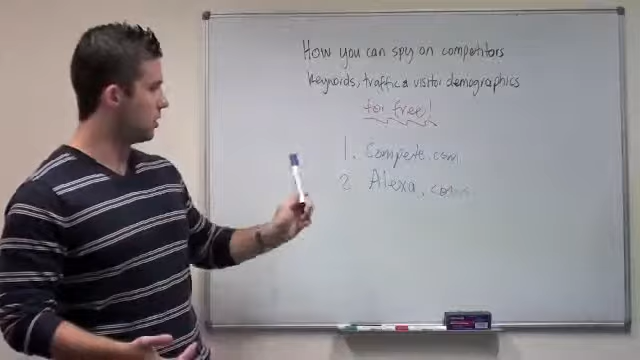 How you can spy on competitors
keywords, traffic & visitor demographics
for free!
1. Compete.com
2 Alexa.com